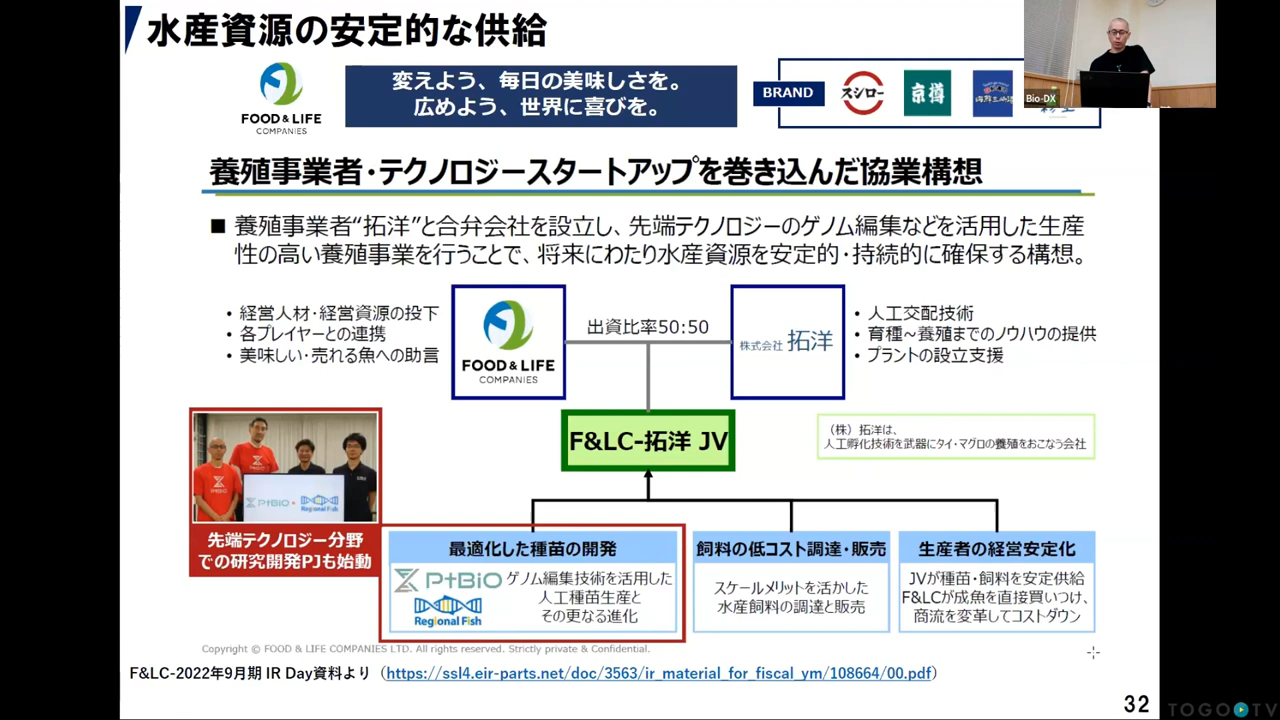 水産資源の安定的な供給
FOOD & LIFE
COMPANIES
変えよう、毎日の美味しさを。
広めよう、世界に喜びを。
BRAND
スシロー
京樽
Bio-DX
養殖事業者・テクノロジースタートアップを巻き込んだ協業構想
■ 養殖事業者“拓洋”と合弁会社を設立し、先端テクノロジーのゲノム編集などを活用した生産
性の高い養殖事業を行うことで、将来にわたり水産資源を安定的・持続的に確保する構想。
• 経営人材・経営資源の投下
• 各プレイヤーとの連携
• 美味しい・売れる魚への助言
FOOD & LIFE
COMPANIES
出資比率50:50
株式会社 拓洋
• 人工交配技術
• 育種~養殖までのノウハウの提供
• プラントの設立支援
F&LC-拓洋 JV
（株）拓洋は、
人工孵化技術を武器にタイ・マグロの養殖をおこなう会社
PtBiO
Regional Fish
先端テクノロジー分野
での研究開発PJも始動
最適化した種苗の開発
PtBiO
Regional Fish
ゲノム編集技術を活用した
人工種苗生産と
その更なる進化
飼料の低コスト調達・販売
スケールメリットを活かした
水産飼料の調達と販売
生産者の経営安定化
JVが種苗・飼料を安定供給
F&LCが成魚を直接買いつけ、
商流を変革してコストダウン
Copyright © FOOD & LIFE COMPANIES LTD. All rights reserved. Strictly private & Confidential.
F&LC-2022年9月期 IR Day資料より（https://ssl4.eir-parts.net/doc/3563/ir_material_for_fiscal_ym/108664/00.pdf）
32
TOGO TV